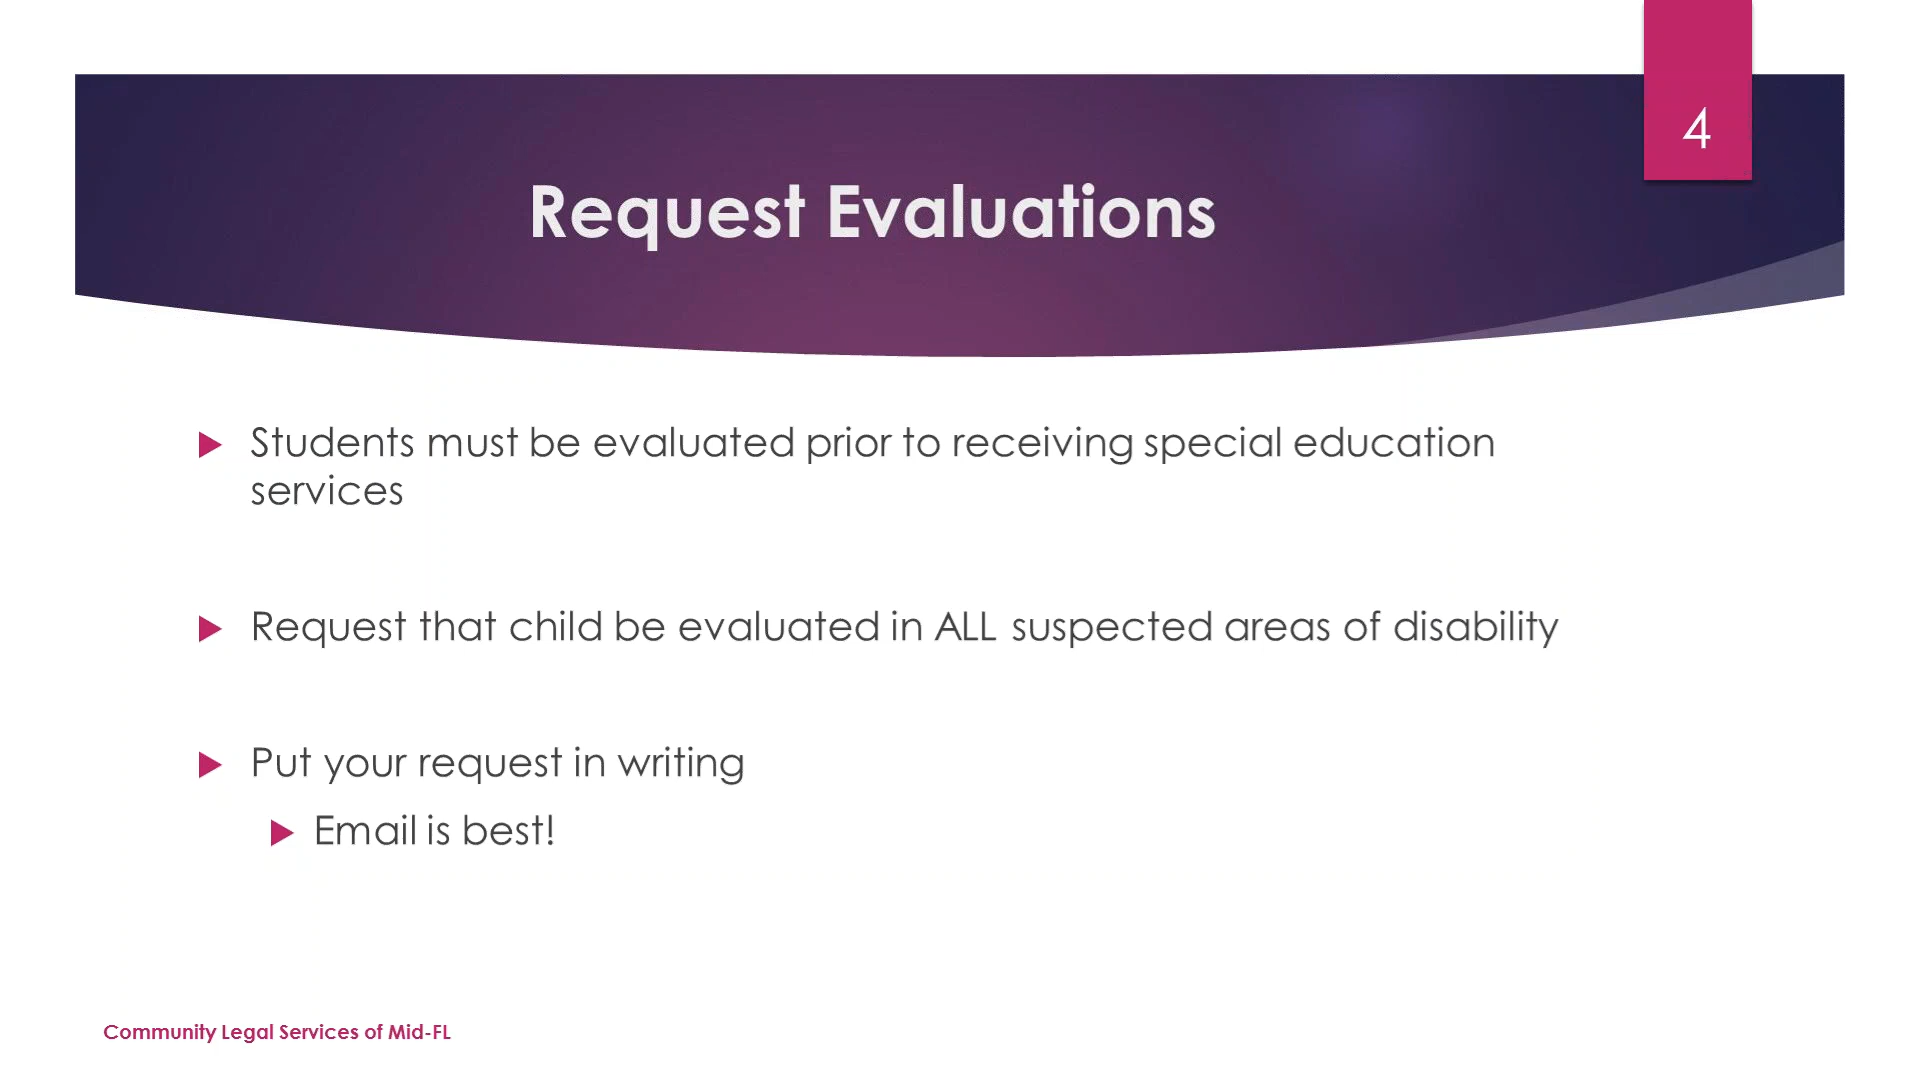 4
Request Evaluations
Students must be evaluated prior to receiving special education
services
Request that child be evaluated in ALL suspected areas of disability
Put your request in writing
Email is best!
Community Legal Services of Mid-FL